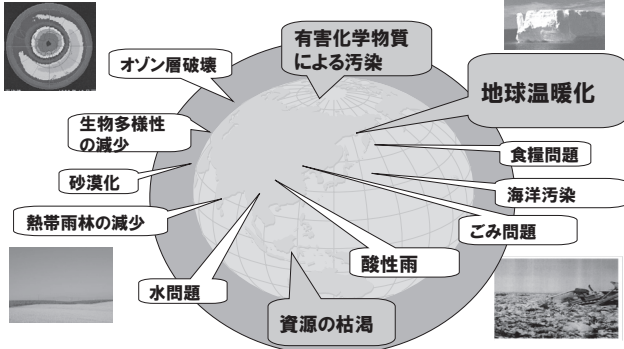 有害化学物質
による汚染
オゾン層破壊
地球温暖化
生物多様性
の減少
食糧問題
砂漠化
海洋汚染
熱帯雨林の減少
ごみ問題
酸性雨
水問題
資源の枯渇